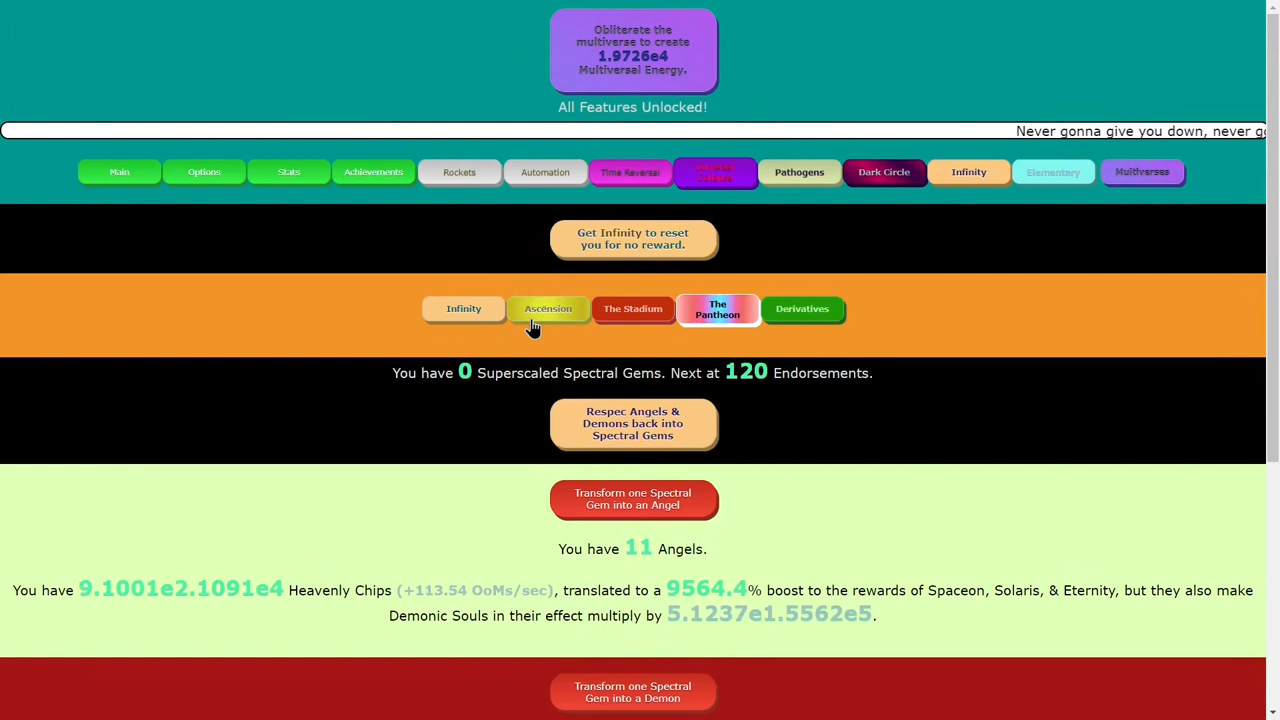 Obliterate the
multiverse to create
1.9726e4
Multiversal Energy.
All Features Unlocked!
Never gonna give you down, never go
Main Options Stats Achievements Rockets Automation Time Reversal Pathogens Dark Circle Infinity Elementary Multiverses
Get Infinity to reset
you for no reward.
Infinity Ascension The Stadium The Pantheon Derivatives
You have 0 Superscaled Spectral Gems. Next at 120 Endorsements.
Respec Angels &
Demons back into
Spectral Gems
Transform one Spectral
Gem into an Angel
You have 11 Angels.
You have 9.1001e2.1091e4 Heavenly Chips (+113.54 OoMs/sec), translated to a 9564.4% boost to the rewards of Spaceon, Solaris, & Eternity, but they also make
Demonic Souls in their effect multiply by 5.1237e1.5562e5.
Transform one Spectral
Gem into a Demon